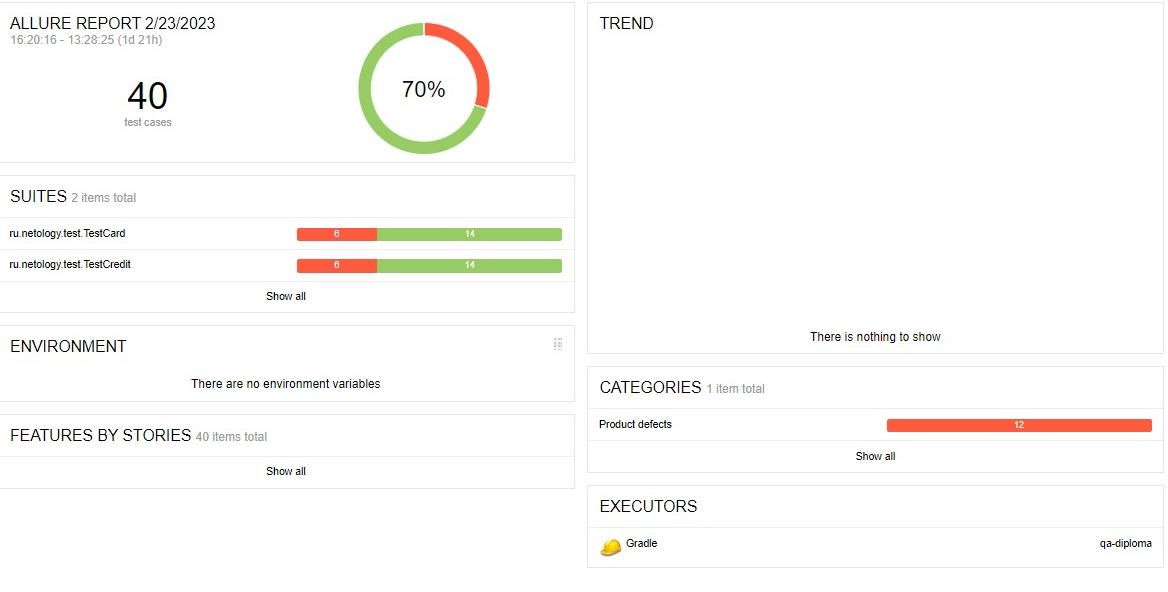 ALLURE REPORT 2/23/2023
16:20:16 - 13:28:25 (1d 21h)
40
test cases
70%
SUITES 2 items total
ru.netology.test.TestCard 6 14
ru.netology.test.TestCredit 6 14
Show all
ENVIRONMENT
There are no environment variables
FEATURES BY STORIES 40 items total
Show all
TREND
There is nothing to show
CATEGORIES 1 item total
Product defects 12
Show all
EXECUTORS
Gradle qa-diploma